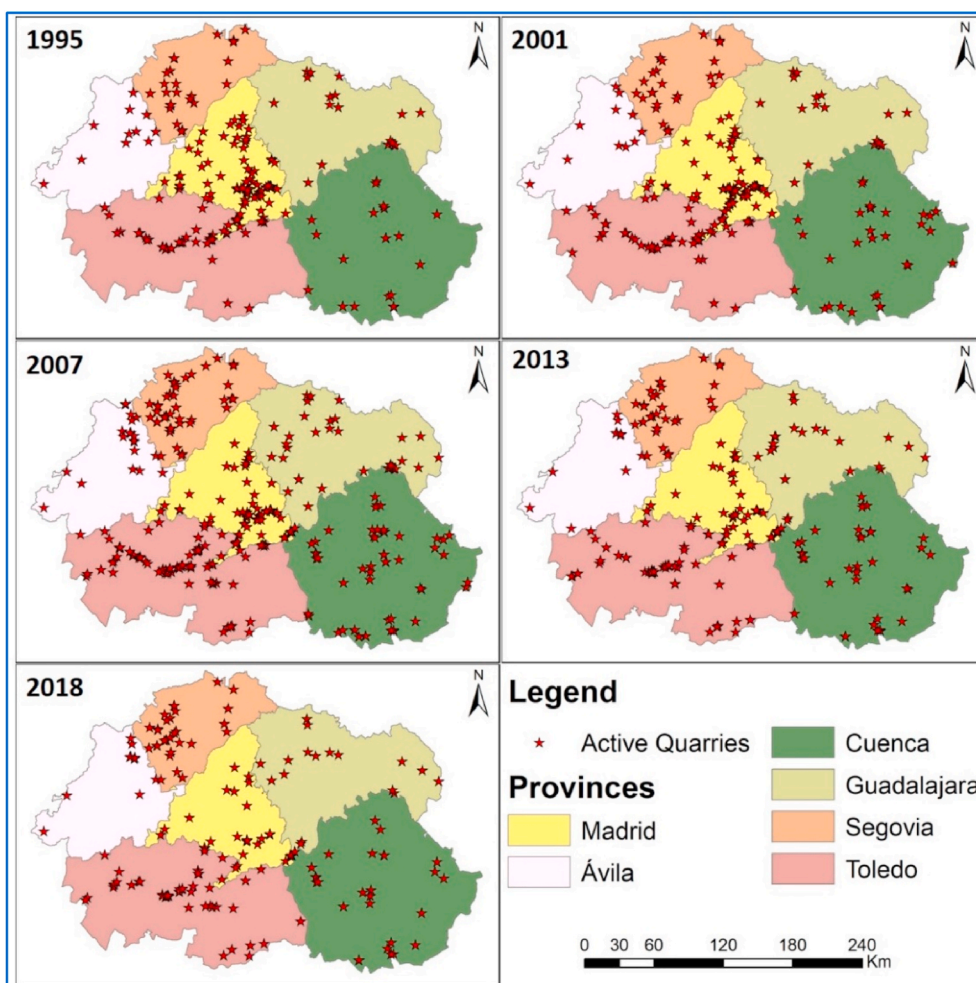 1995
N
2001
N
2007
N
2013
N
2018
N
Legend
Active Quarries
Provinces
Madrid
Ávila
Cuenca
Guadalajara
Segovia
Toledo
0 30 60 120 180 240
Km